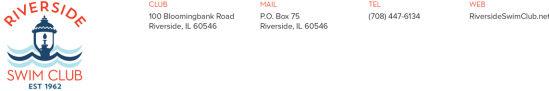 RIVERSIDE
SWIM CLUB
EST 1962
CLUB
100 Bloomingbank Road
Riverside, IL 60546
MAIL
P.O. Box 75
Riverside, IL 60546
TEL
(708) 447-6134
WEB
RiversideSwimClub.net